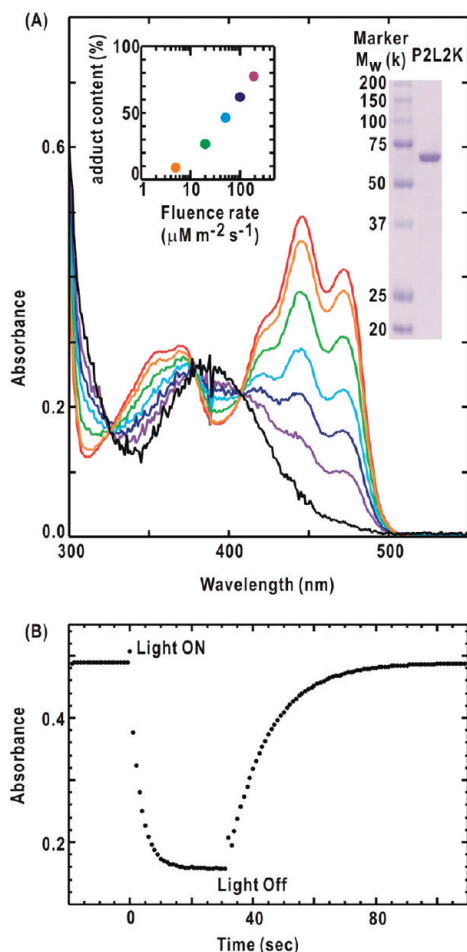 (A)
Marker P2L2K
Mw (k)
200
150
100
75
50
37
25
20
adduct content (%)
100
50
0
1 10 100
Fluence rate
(μM m-2 s-1)
Absorbance
0.6
0.2
0.0
300 400 500
Wavelength (nm)
(B)
Light ON
Absorbance
0.4
0.2
Light Off
0 40 80
Time (sec)